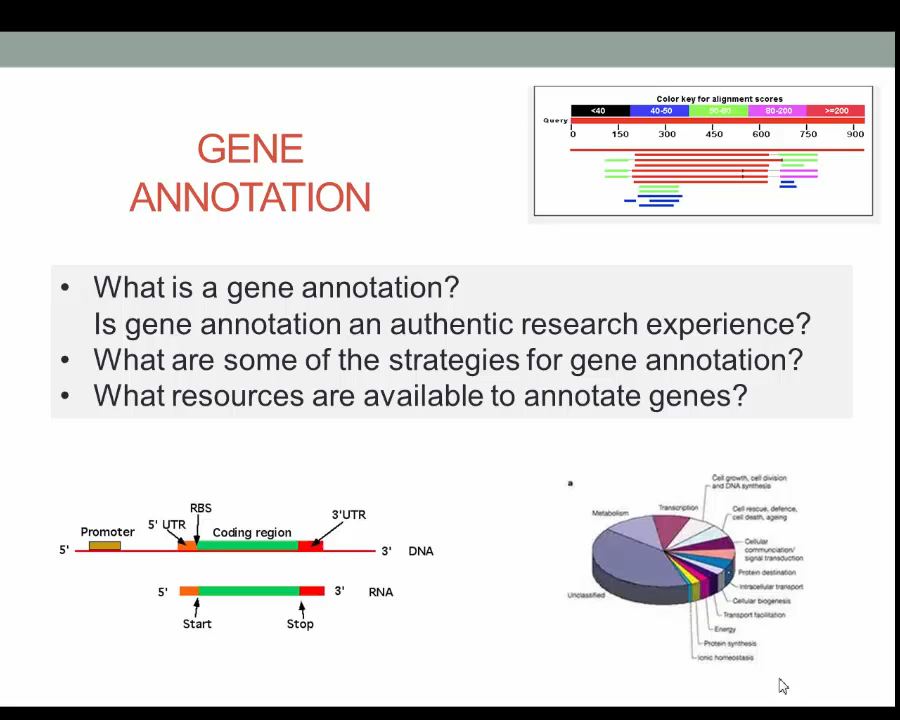 Color key for alignment scores
<40 40-50 50-80 80-200 >=200
Query
0 150 300 450 600 750 900
GENE
ANNOTATION
• What is a gene annotation?
Is gene annotation an authentic research experience?
• What are some of the strategies for gene annotation?
• What resources are available to annotate genes?
RBS
5' UTR
3'UTR
Promoter
Coding region
5' 3' DNA
5' 3' RNA
Start Stop
a
Cell growth, cell division
and DNA synthesis
Transcription
Metabolism
Cell rescue, defence,
cell death, ageing
Cellular
communciation/
signal transduction
Protein destination
Intracellular transport
Unclassified
Cellular biogenesis
Transport facilitation
Energy
Protein synthesis
Ionic homeostasis